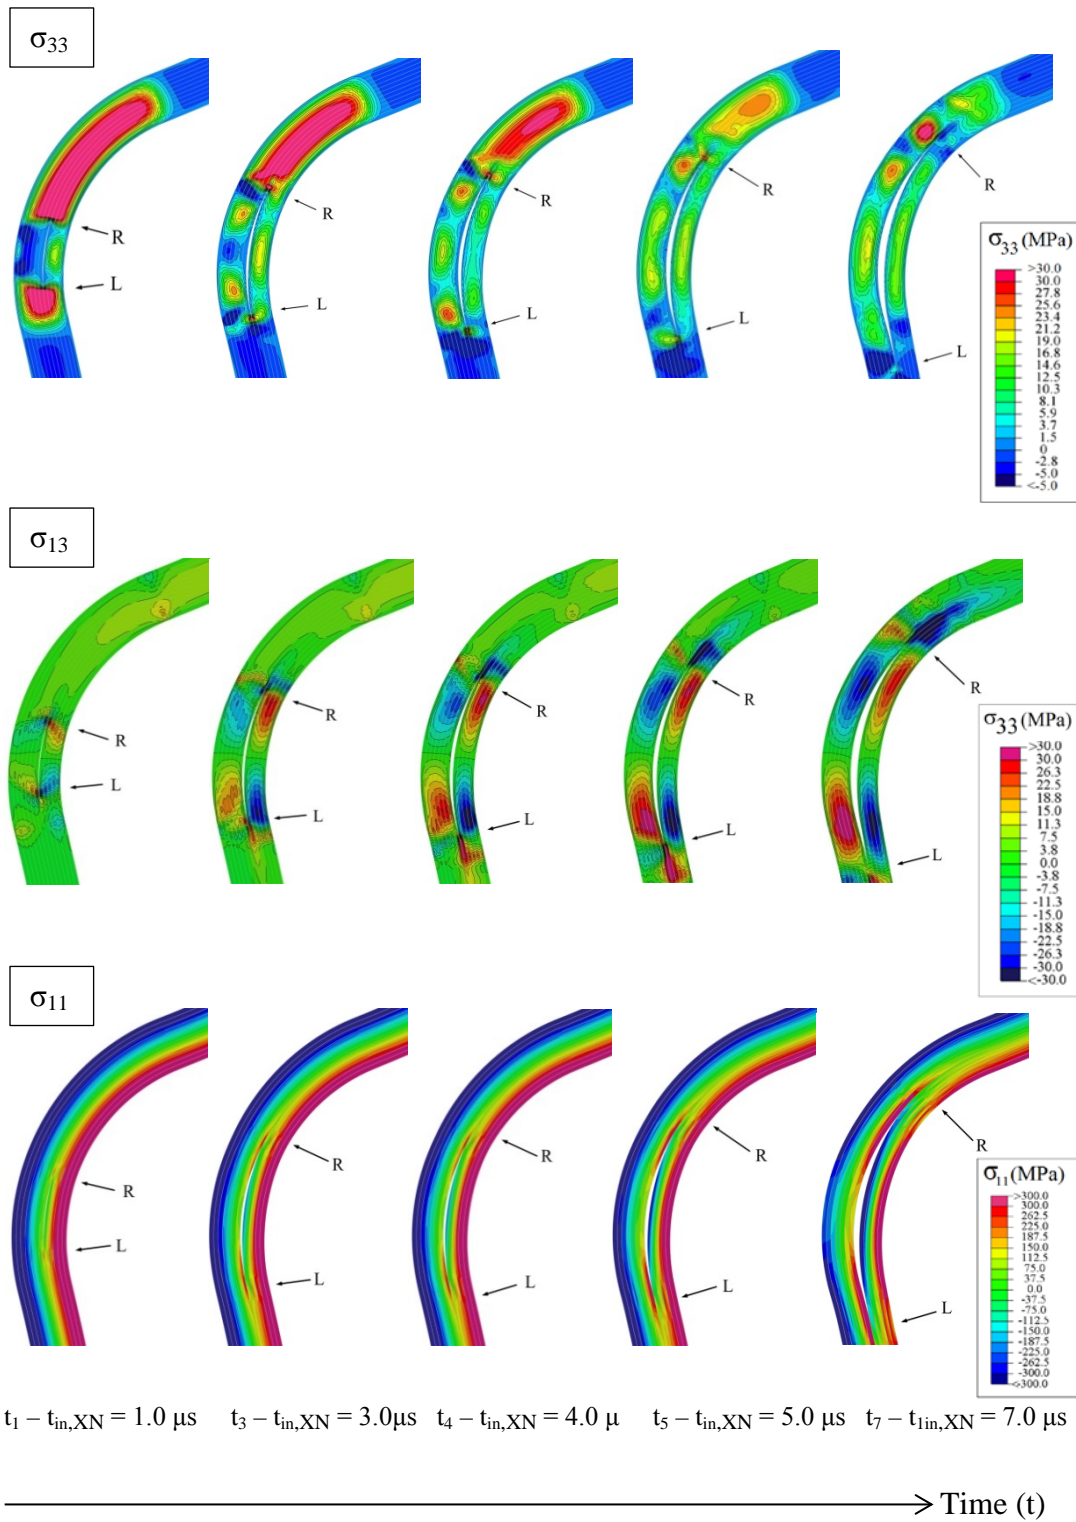 σ33
R
L
R
L
R
L
R
L
R
L
σ33 (MPa)
>30.0
30.0
27.8
25.6
23.4
21.2
19.0
16.8
14.6
12.5
10.3
8.1
5.9
3.7
1.5
0
-2.8
-5.0
<-5.0
σ13
R
L
R
L
R
L
R
L
R
L
σ33 (MPa)
>30.0
30.0
26.3
22.5
18.8
15.0
11.3
7.5
3.8
0.0
-3.8
-7.5
-11.3
-15.0
-18.8
-22.5
-26.3
-30.0
<-30.0
σ11
R
L
R
L
R
L
R
L
R
L
σ11 (MPa)
>300.0
300.0
262.5
225.0
187.5
150.0
112.5
75.0
37.5
0.0
-37.5
-75.0
-112.5
-150.0
-187.5
-225.0
-262.5
-300.0
<300.0
t1 – tin,XN = 1.0 μs t3 – tin,XN = 3.0μs t4 – tin,XN = 4.0 μ t5 – tin,XN = 5.0 μs t7 – t1in,XN = 7.0 μs
Time (t)